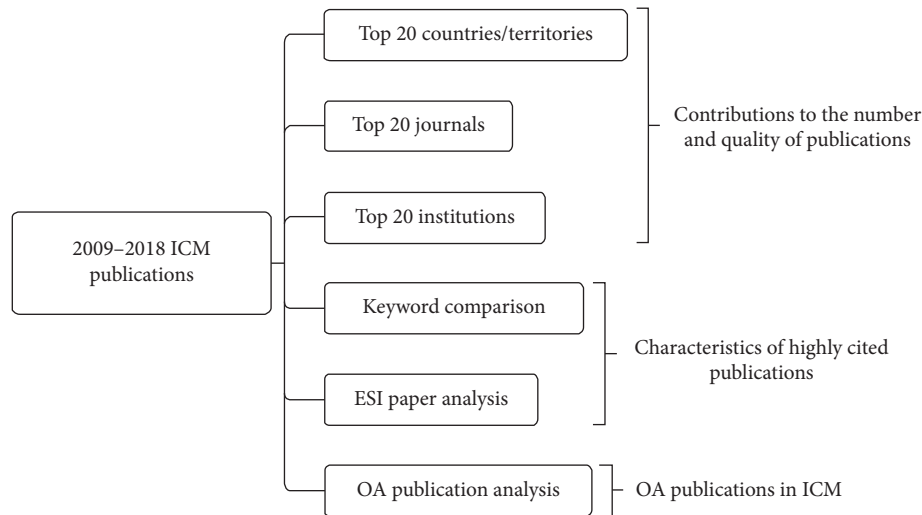 2009–2018 ICM
publications
Top 20 countries/territories
Top 20 journals
Top 20 institutions
Keyword comparison
ESI paper analysis
OA publication analysis
Contributions to the number
and quality of publications
Characteristics of highly cited
publications
OA publications in ICM